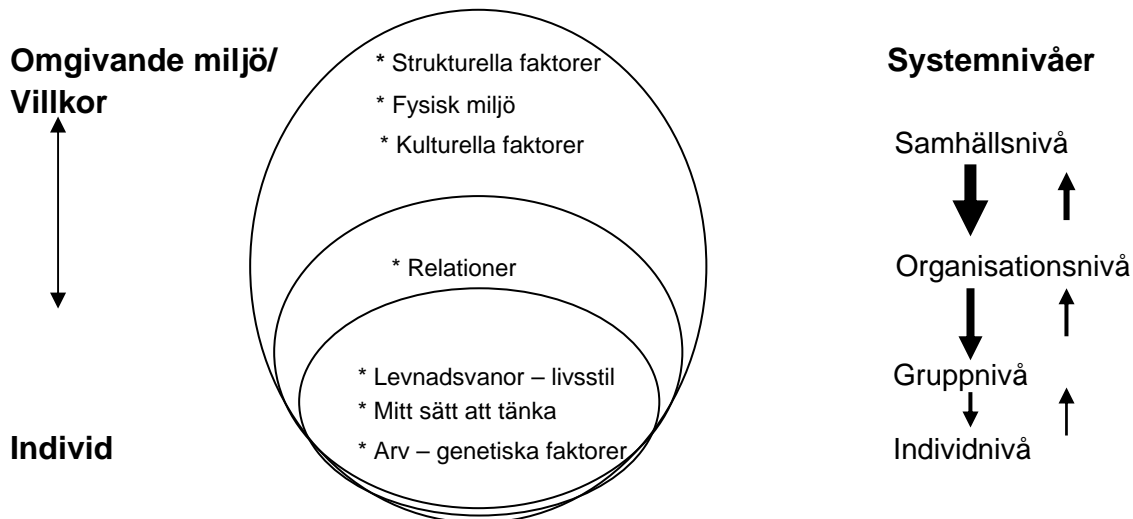 Omgivande miljö/
Villkor
Individ
* Strukturella faktorer
* Fysisk miljö
* Kulturella faktorer
* Relationer
* Levnadsvanor – livsstil
* Mitt sätt att tänka
* Arv – genetiska faktorer
Systemnivåer
Samhällsnivå
Organisationsnivå
Gruppnivå
Individnivå